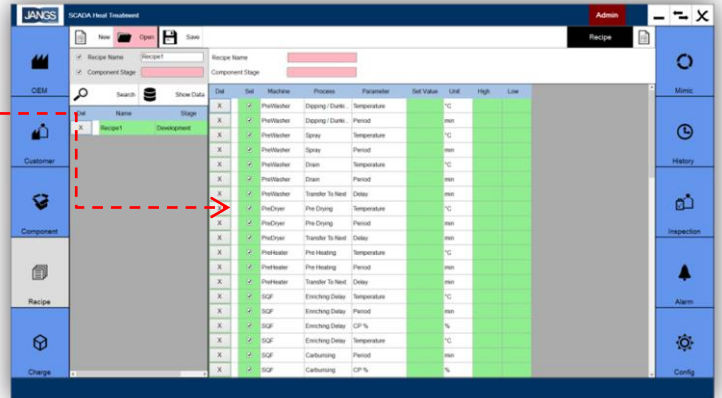 JANGS SCADA Heat Treatment Admin
New Open Save Recipe
Recipe Name Recipe1 Recipe Name
Component Stage Component Stage
OEM Search Show Data Mimic
Del Name Stage
X Recipe1 Development
Del Sel Machine Process Parameter Set Value Unit High Low
X PreWasher Dipping / Dunki.. Temperature °C
X PreWasher Dipping / Dunki.. Period min
X PreWasher Spray Temperature °C
X PreWasher Spray Period min
X PreWasher Drain Temperature °C
X PreWasher Drain Period min
X PreWasher Transfer To Next Delay min
X PreDryer Pre Drying Temperature °C
X PreDryer Pre Drying Period min
X PreDryer Transfer To Next Delay min
X PreHeater Pre Heating Temperature °C
X PreHeater Pre Heating Period min
X PreHeater Transfer To Next Delay min
X SQF Enriching Delay Temperature °C
X SQF Enriching Delay Period min
X SQF Enriching Delay CP % %
X SQF Carburising Temperature °C
X SQF Carburising Period min
X SQF Carburising CP % %
Customer History
Component Inspection
Recipe Alarm
Charge Config